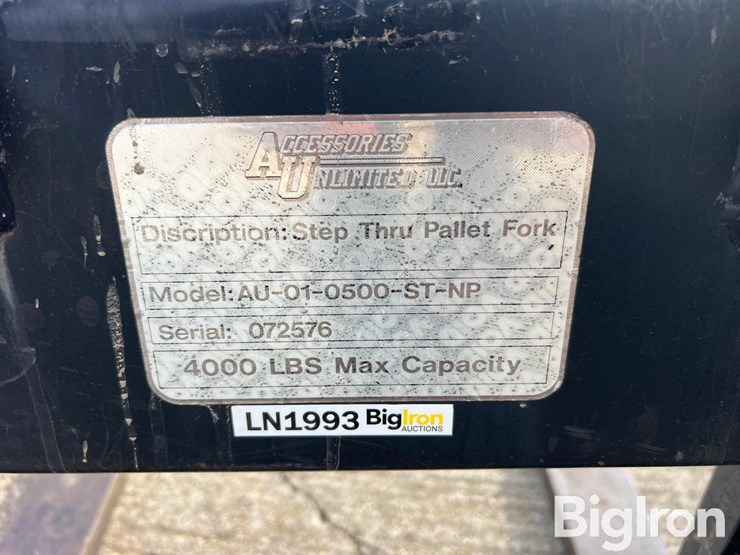 ACCESSORIES
UNLIMITED LLC
Discription: Step Thru Pallet Fork
Model: AU-01-0500-ST-NP
Serial: 072576
4000 LBS Max Capacity
LN1993 BigIron
AUCTIONS
BigIron